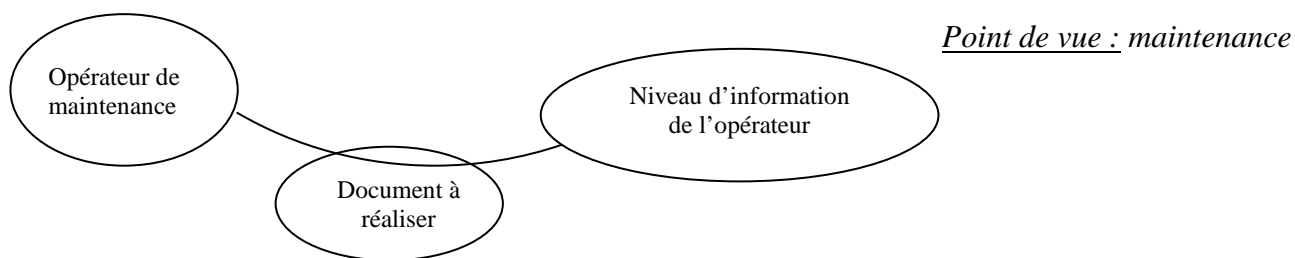 Point de vue : maintenance
Opérateur de
maintenance
Niveau d’information
de l’opérateur
Document à
réaliser